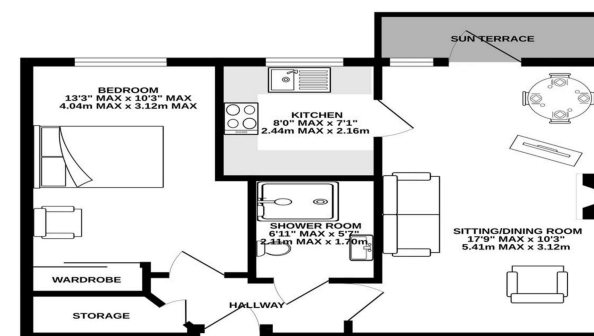 SUN TERRACE
BEDROOM
13'3" MAX x 10'3" MAX
4.04m MAX x 3.12m MAX
KITCHEN
8'0" MAX x 7'1"
2.44m MAX x 2.16m
SHOWER ROOM
6'11" MAX x 5'7"
2.11m MAX x 1.70m
SITTING/DINING ROOM
17'9" MAX x 10'3"
5.41m MAX x 3.12m
WARDROBE
HALLWAY
STORAGE